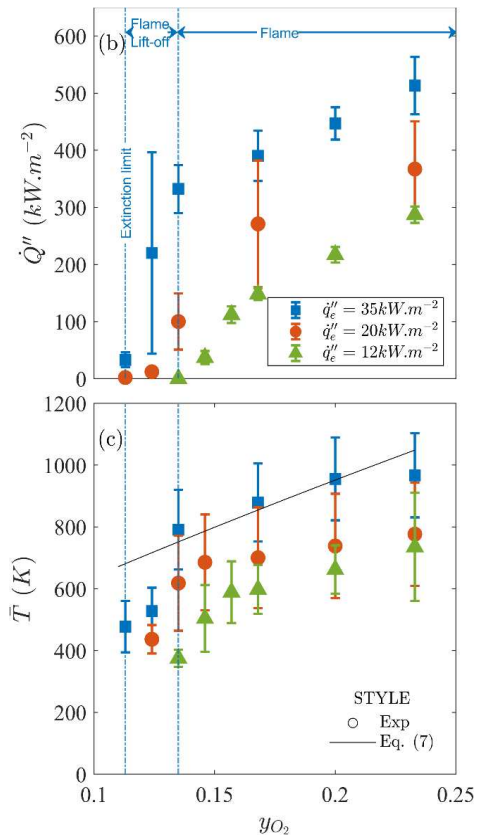 Flame
Lift-off
Flame
(b)
Extinction limit
600
500
400
300
200
100
0
Q̇″ (kW.m⁻²)
q̇ₑ″ = 35kW.m⁻²
q̇ₑ″ = 20kW.m⁻²
q̇ₑ″ = 12kW.m⁻²
(c)
1200
1000
800
600
400
200
0
T̄ (K)
STYLE
Exp
Eq. (7)
0.1
0.15
0.2
0.25
y_{O₂}